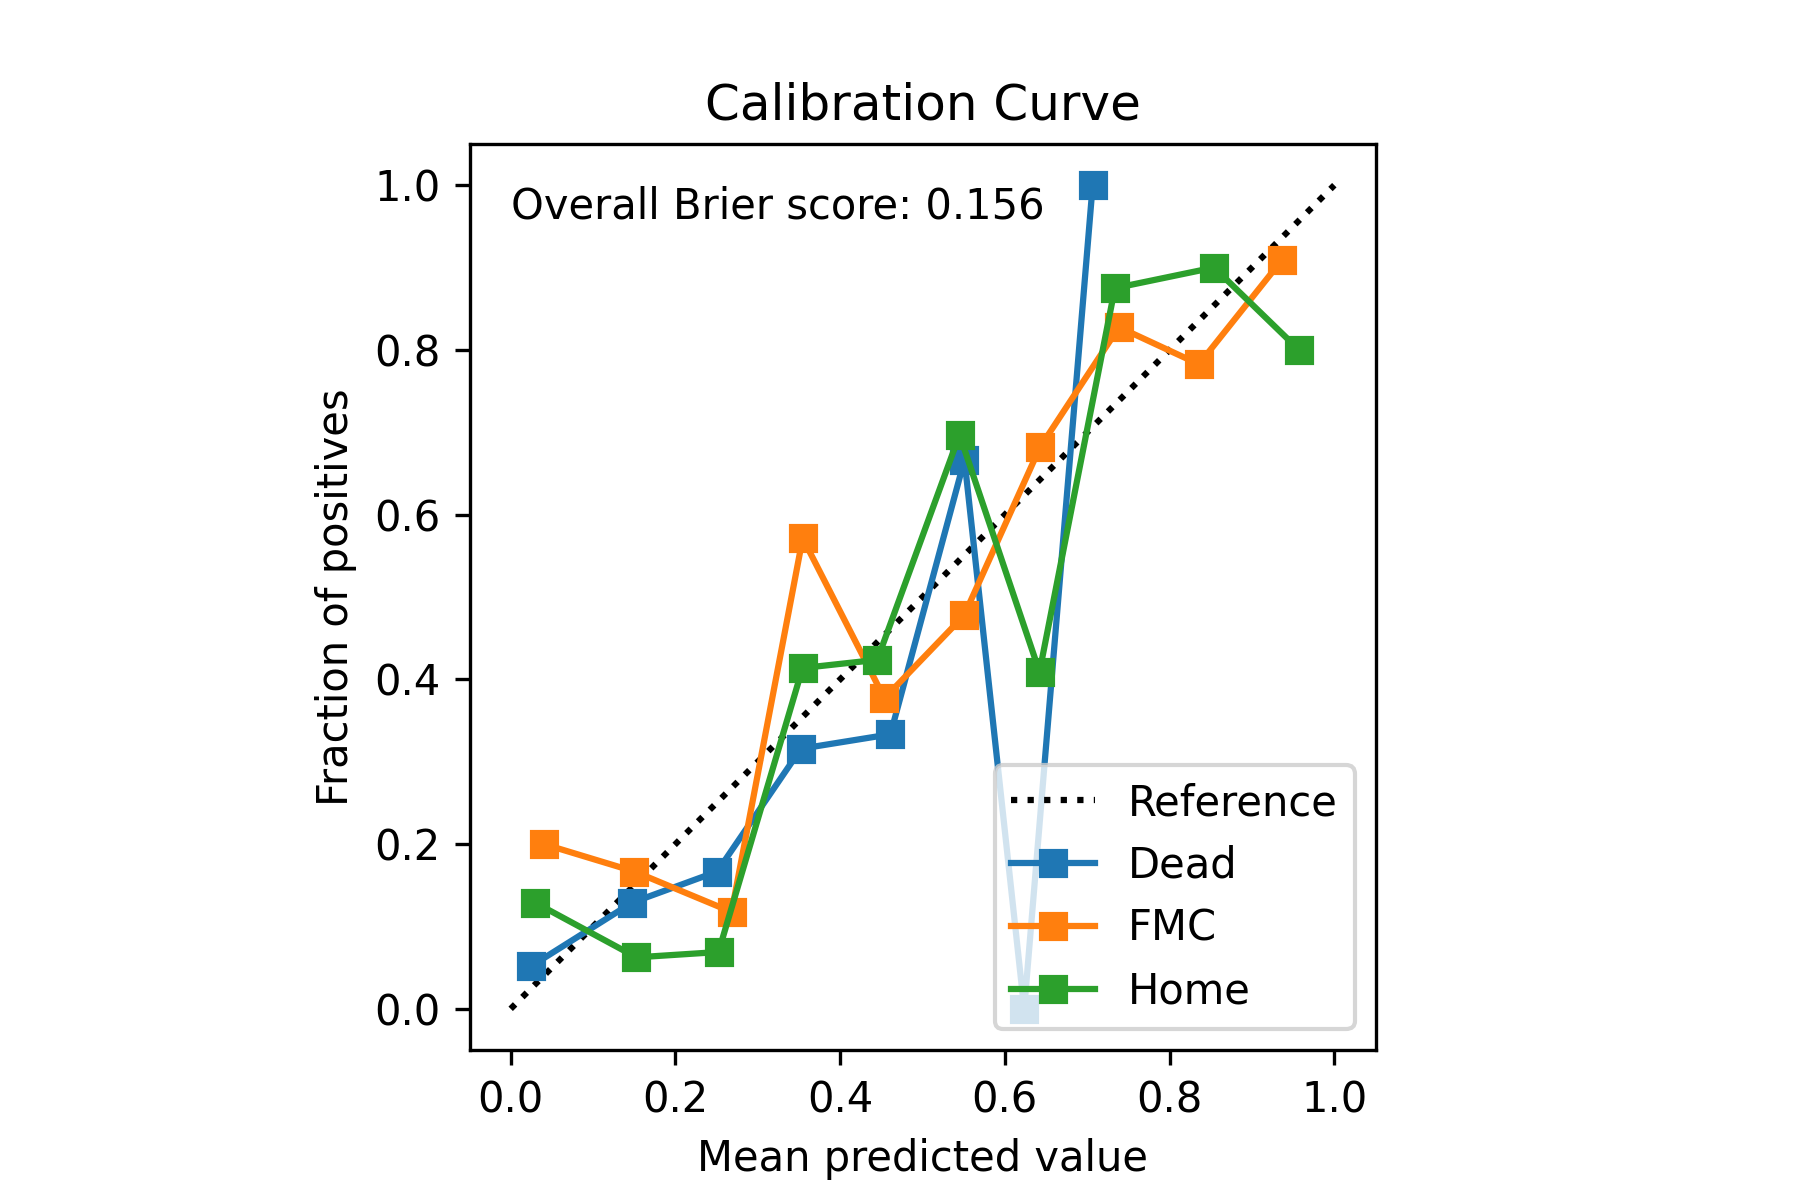 Calibration Curve
Overall Brier score: 0.156
1.0
0.8
0.6
0.4
0.2
0.0
Fraction of positives
Reference
Dead
FMC
Home
0.0 0.2 0.4 0.6 0.8 1.0
Mean predicted value